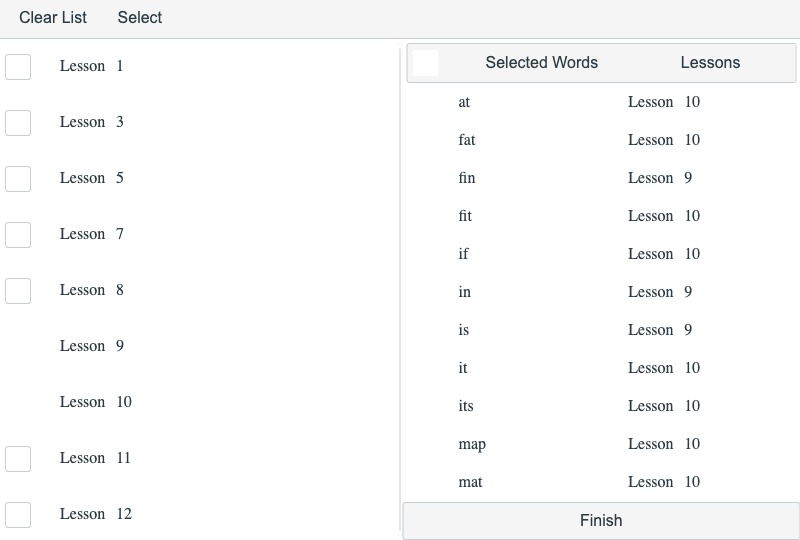 Clear List Select
Lesson 1
Lesson 3
Lesson 5
Lesson 7
Lesson 8
Lesson 9
Lesson 10
Lesson 11
Lesson 12
Selected Words Lessons
at Lesson 10
fat Lesson 10
fin Lesson 9
fit Lesson 10
if Lesson 10
in Lesson 9
is Lesson 9
it Lesson 10
its Lesson 10
map Lesson 10
mat Lesson 10
Finish